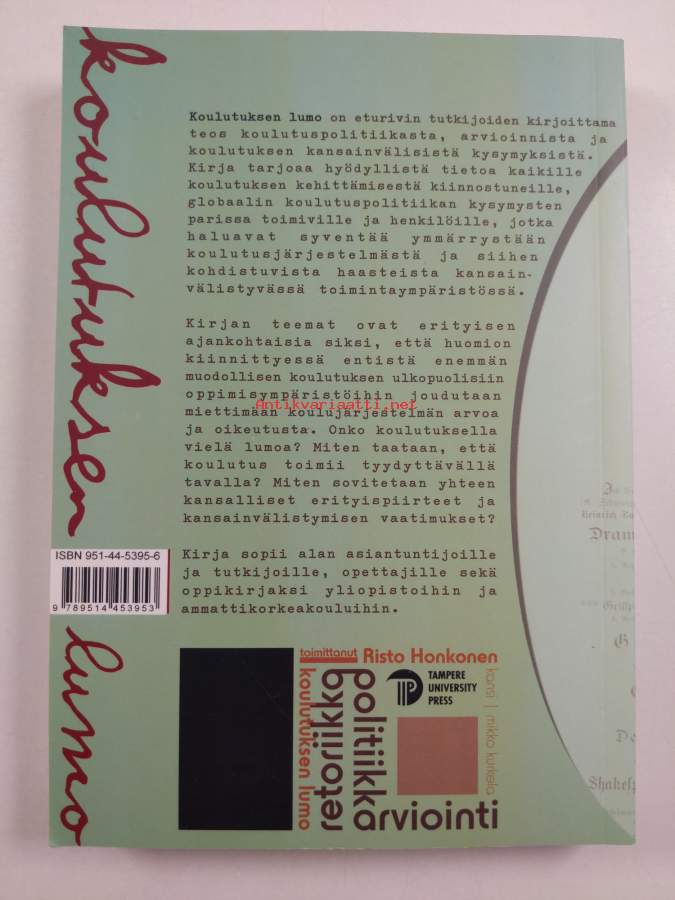 koulutuksen lumo
Koulutuksen lumo on eturivin tutkijoiden kirjoittama
teos koulutuspolitiikasta, arvioinnista ja
koulutuksen kansainvälisistä kysymyksistä.
Kirja tarjoaa hyödyllistä tietoa kaikille
koulutuksen kehittämisestä kiinnostuneille,
globaalin koulutuspolitiikan kysymysten
parissa toimiville ja henkilöille, jotka
haluavat syventää ymmärrystään
koulutusjärjestelmästä ja siihen
kohdistuvista haasteista kansain-
välistyvässä toimintaympäristössä.
Kirjan teemat ovat erityisen
ajankohtaisia siksi, että huomion
kiinnittyessä entistä enemmän
muodollisen koulutuksen ulkopuolisiin
oppimisympäristöihin joudutaan
Antikvariaatti.net
miettimään koulujärjestelmän arvoa
ja oikeutusta. Onko koulutuksella
vielä lumoa? Miten taataan, että
koulutus toimii tyydyttävällä
tavalla? Miten sovitetaan yhteen
kansalliset erityispiirteet ja
kansainvälistymisen vaatimukset?
Kirja sopii alan asiantuntijoille
ja tutkijoille, opettajille sekä
oppikirjaksi yliopistoihin ja
ammattikorkeakouluihin.
ISBN 951-44-5395-6
9 789514 453953
toimittanut Risto Honkonen
koulutuksen lumo
retoriikka
politiikka
arviointi
TAMPERE
UNIVERSITY
PRESS
kansi | mikko kurkela
Dram
Shakesp